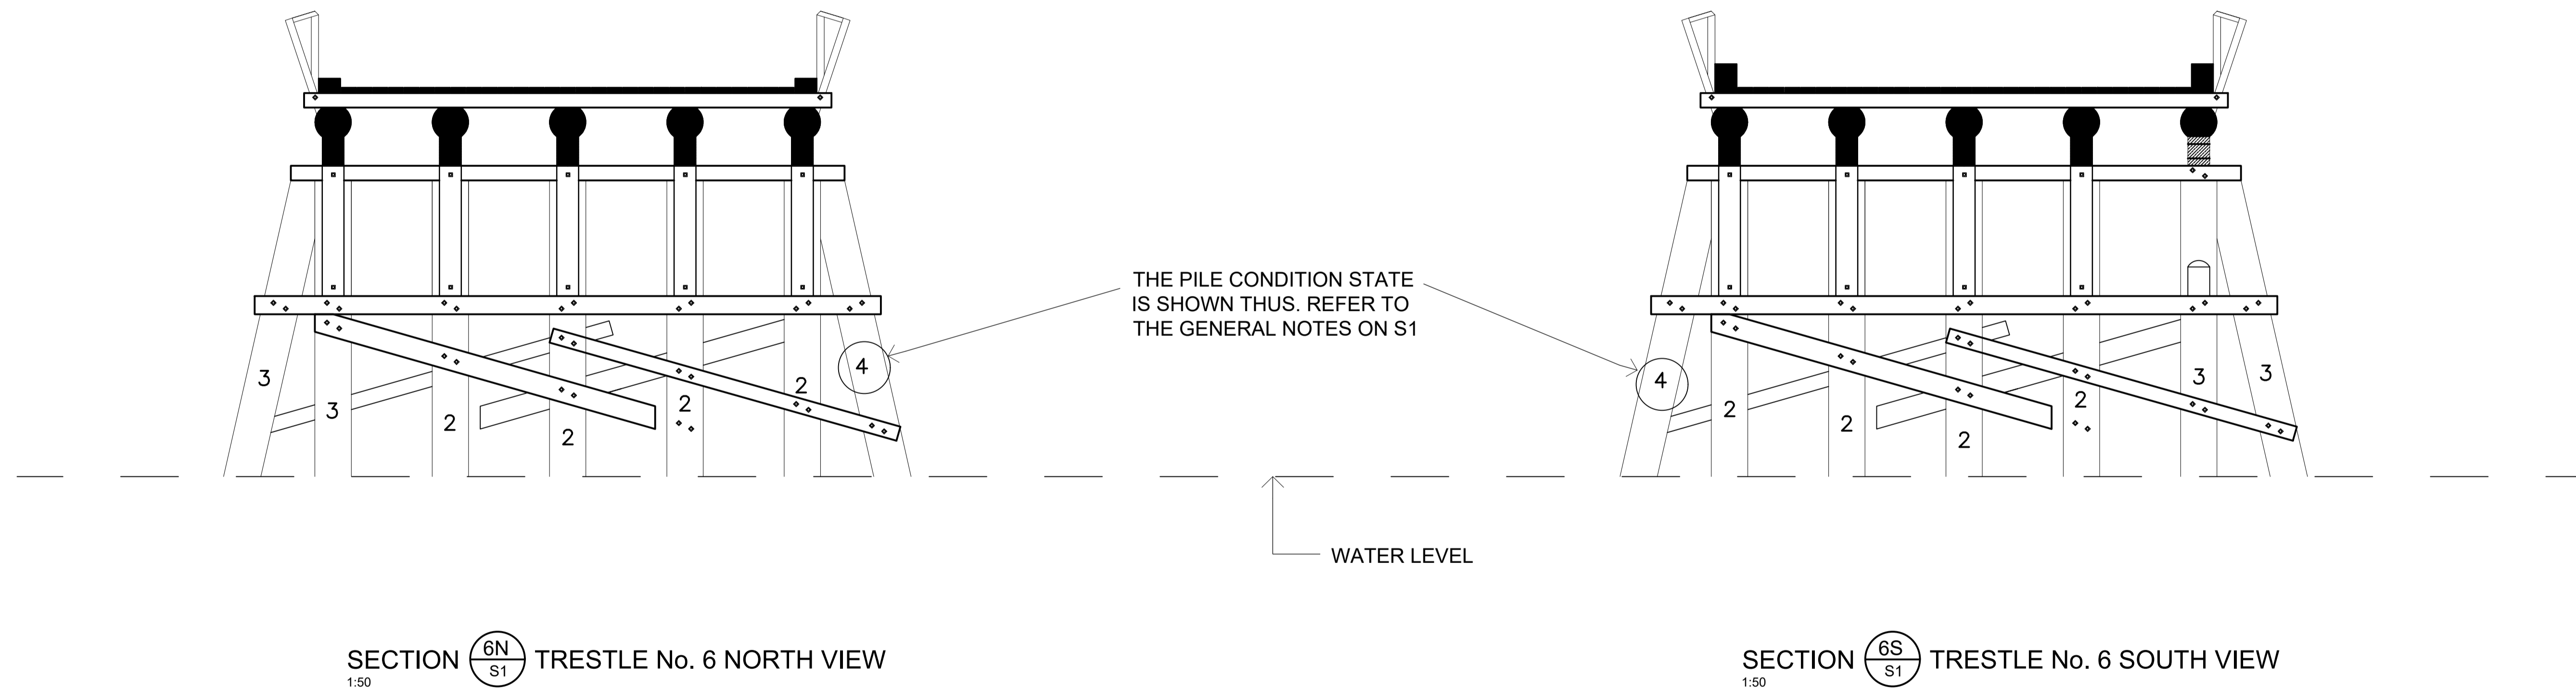 THE PILE CONDITION STATE
IS SHOWN THUS. REFER TO
THE GENERAL NOTES ON S1
3
3
2
2
2
2
4
4
2
2
2
2
3
3
WATER LEVEL
SECTION 6N TRESTLE No. 6 NORTH VIEW
S1
1:50
SECTION 6S TRESTLE No. 6 SOUTH VIEW
S1
1:50